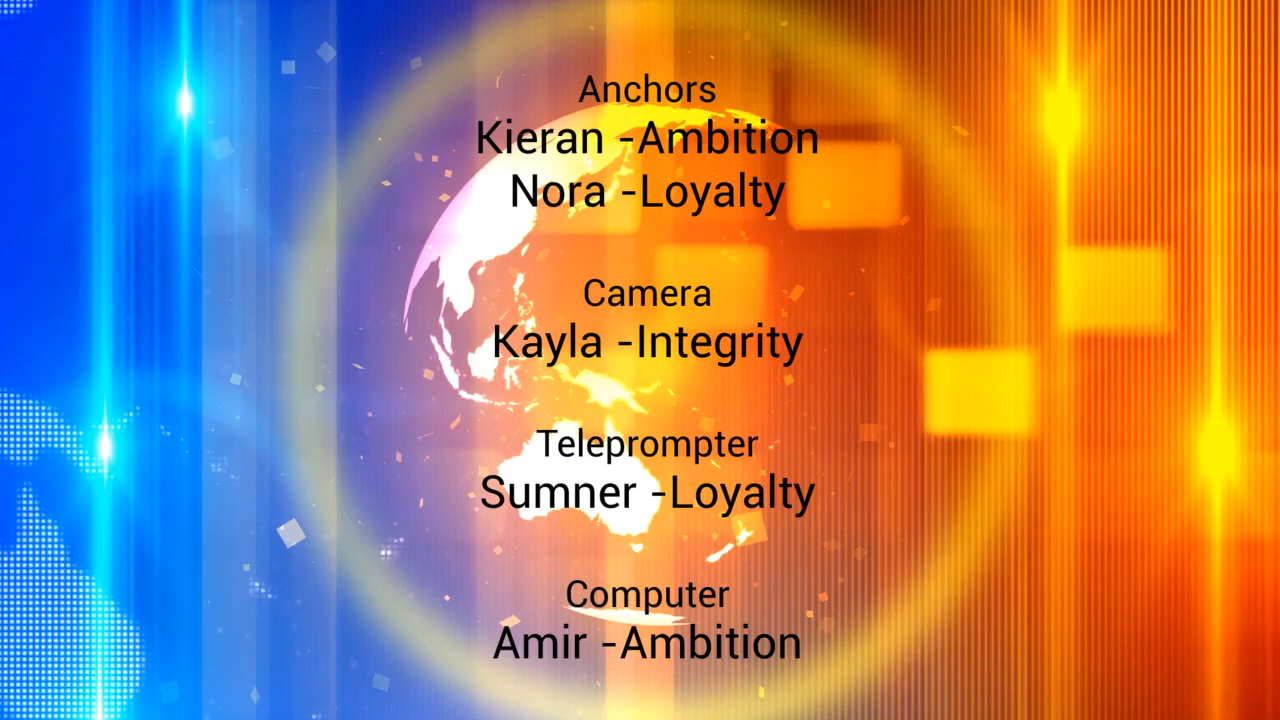 Anchors
Kieran -Ambition
Nora -Loyalty
Camera
Kayla -Integrity
Teleprompter
Sumner -Loyalty
Computer
Amir -Ambition